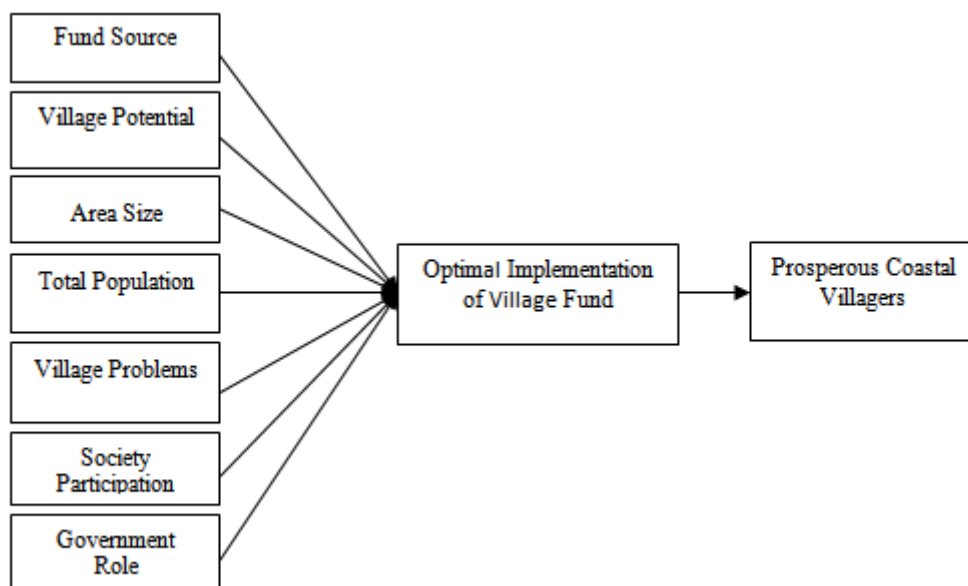 Fund Source
Village Potential
Area Size
Total Population
Village Problems
Society
Participation
Government
Role
Optimal Implementation
of Village Fund
Prosperous Coastal
Villagers